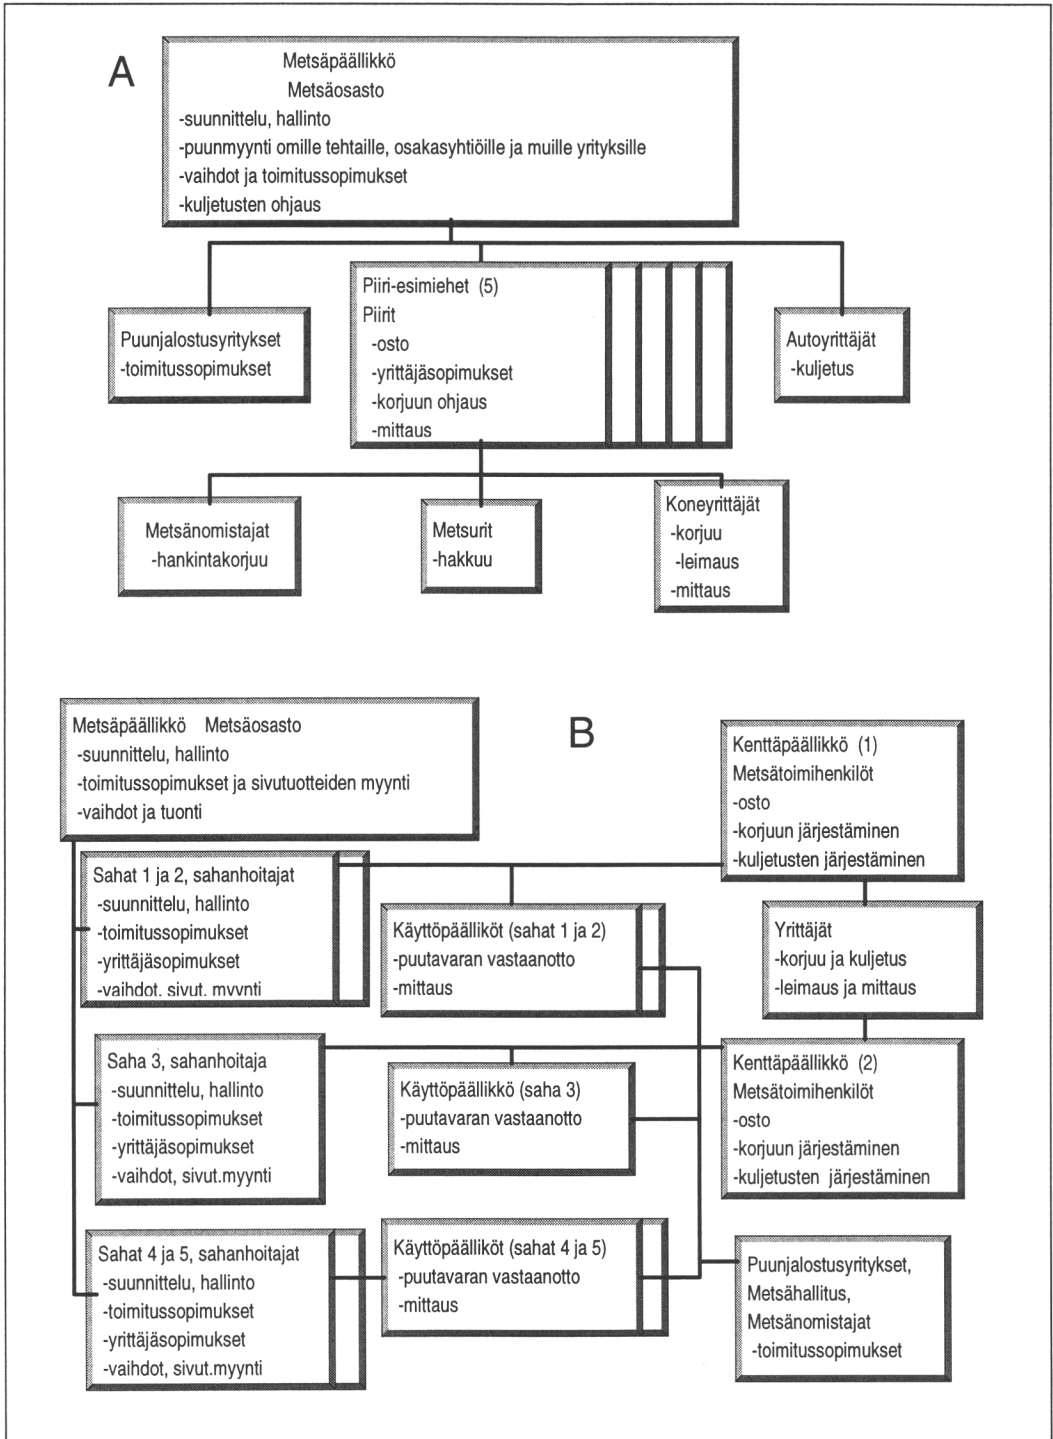 A
Metsäpäällikkö
Metsäosasto
-suunnittelu, hallinto
-puunmyynti omille tehtaille, osakasyhtiöille ja muille yrityksille
-vaihdot ja toimitussopimukset
-kuljetusten ohjaus
Puunjalostusyritykset
-toimitussopimukset
Piiri-esimiehet (5)
Piirit
-osto
-yrittäjäsopimukset
-korjuun ohjaus
-mittaus
Autoyrittäjät
-kuljetus
Metsänomistajat
-hankintakorjuu
Metsurit
-hakkuu
Koneyrittäjät
-korjuu
-leimaus
-mittaus
B
Metsäpäällikkö Metsäosasto
-suunnittelu, hallinto
-toimitussopimukset ja sivutuotteiden myynti
-vaihdot ja tuonti
Kenttäpäällikkö (1)
Metsätoimihenkilöt
-osto
-korjuun järjestäminen
-kuljetusten järjestäminen
Sahat 1 ja 2, sahanhoitajat
-suunnittelu, hallinto
-toimitussopimukset
-yrittäjäsopimukset
-vaihdot, sivut. myynti
Käyttöpäälliköt (sahat 1 ja 2)
-puutavaran vastaanotto
-mittaus
Yrittäjät
-korjuu ja kuljetus
-leimaus ja mittaus
Saha 3, sahanhoitaja
-suunnittelu, hallinto
-toimitussopimukset
-yrittäjäsopimukset
-vaihdot, sivut.myynti
Käyttöpäällikkö (saha 3)
-puutavaran vastaanotto
-mittaus
Kenttäpäällikkö (2)
Metsätoimihenkilöt
-osto
-korjuun järjestäminen
-kuljetusten järjestäminen
Sahat 4 ja 5, sahanhoitajat
-suunnittelu, hallinto
-toimitussopimukset
-yrittäjäsopimukset
-vaihdot, sivut.myynti
Käyttöpäälliköt (sahat 4 ja 5)
-puutavaran vastaanotto
-mittaus
Puunjalostusyritykset,
Metsähallitus,
Metsänomistajat
-toimitussopimukset